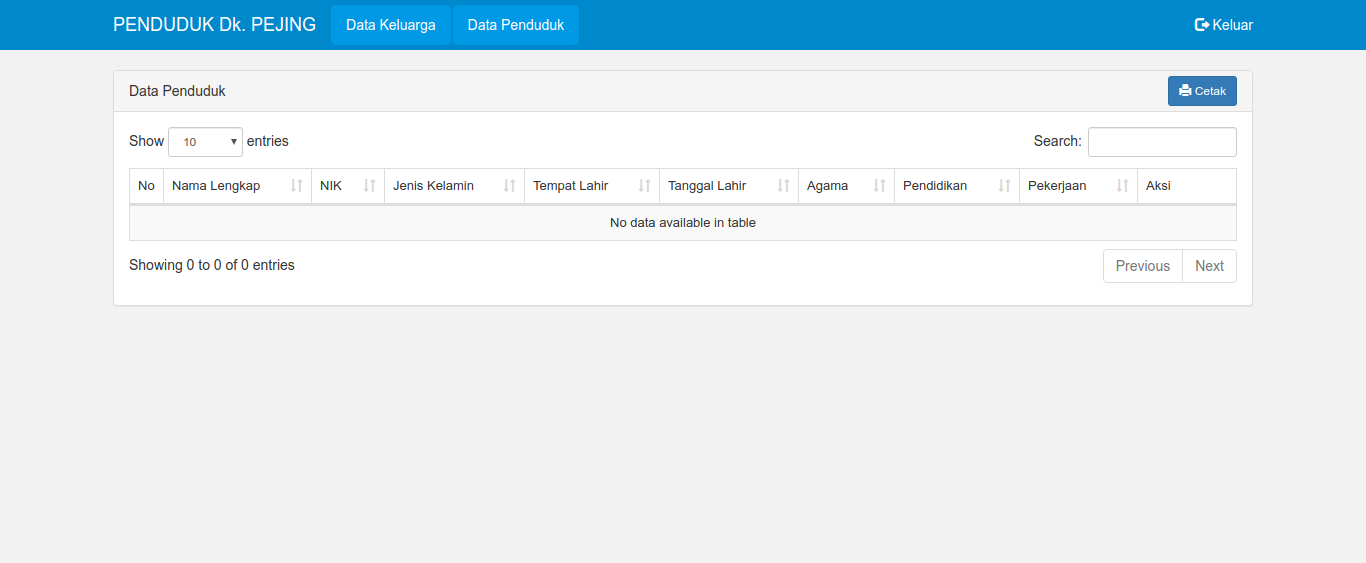 PENDUDUK Dk. PEJING Data Keluarga Data Penduduk Keluar
Data Penduduk Cetak
Show 10 entries Search:
No Nama Lengkap NIK Jenis Kelamin Tempat Lahir Tanggal Lahir Agama Pendidikan Pekerjaan Aksi
No data available in table
Showing 0 to 0 of 0 entries Previous Next